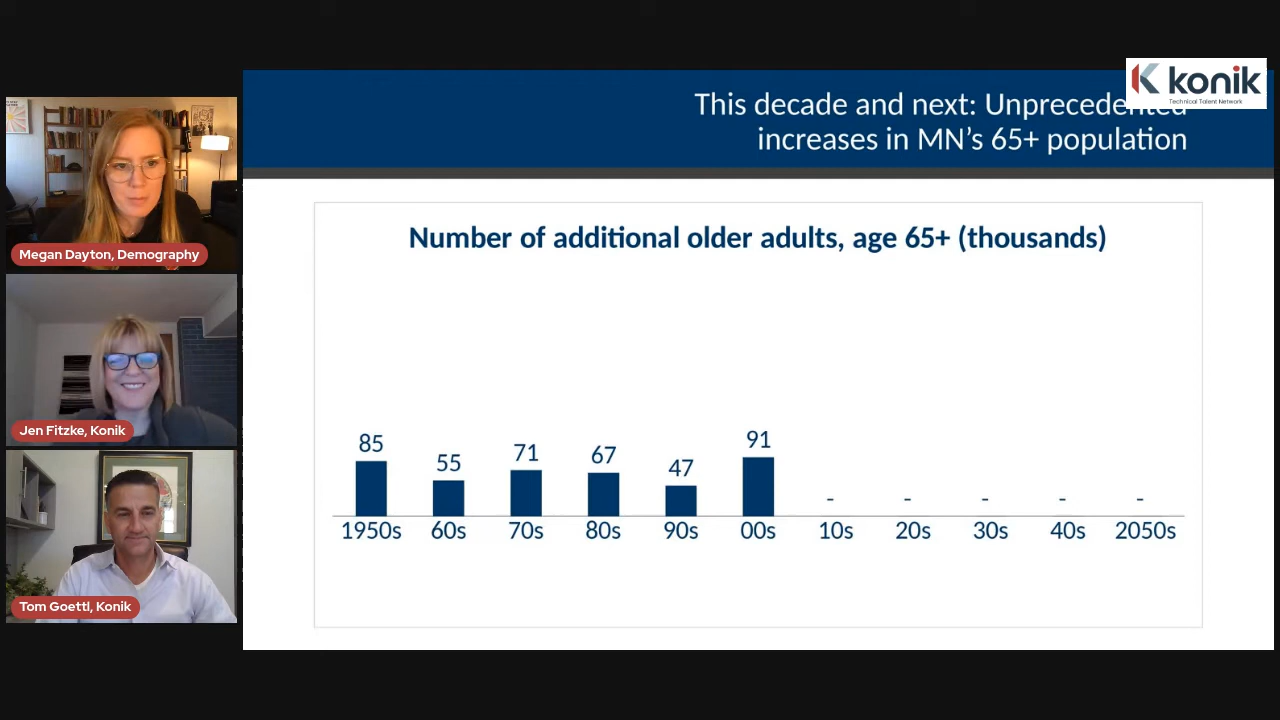 konik
Technical Talent Network
This decade and next: Unprecedented
increases in MN's 65+ population
Megan Dayton, Demography
Jen Fitzke, Konik
Tom Goettl, Konik
Number of additional older adults, age 65+ (thousands)
85 55 71 67 47 91 - - - - -
1950s 60s 70s 80s 90s 00s 10s 20s 30s 40s 2050s